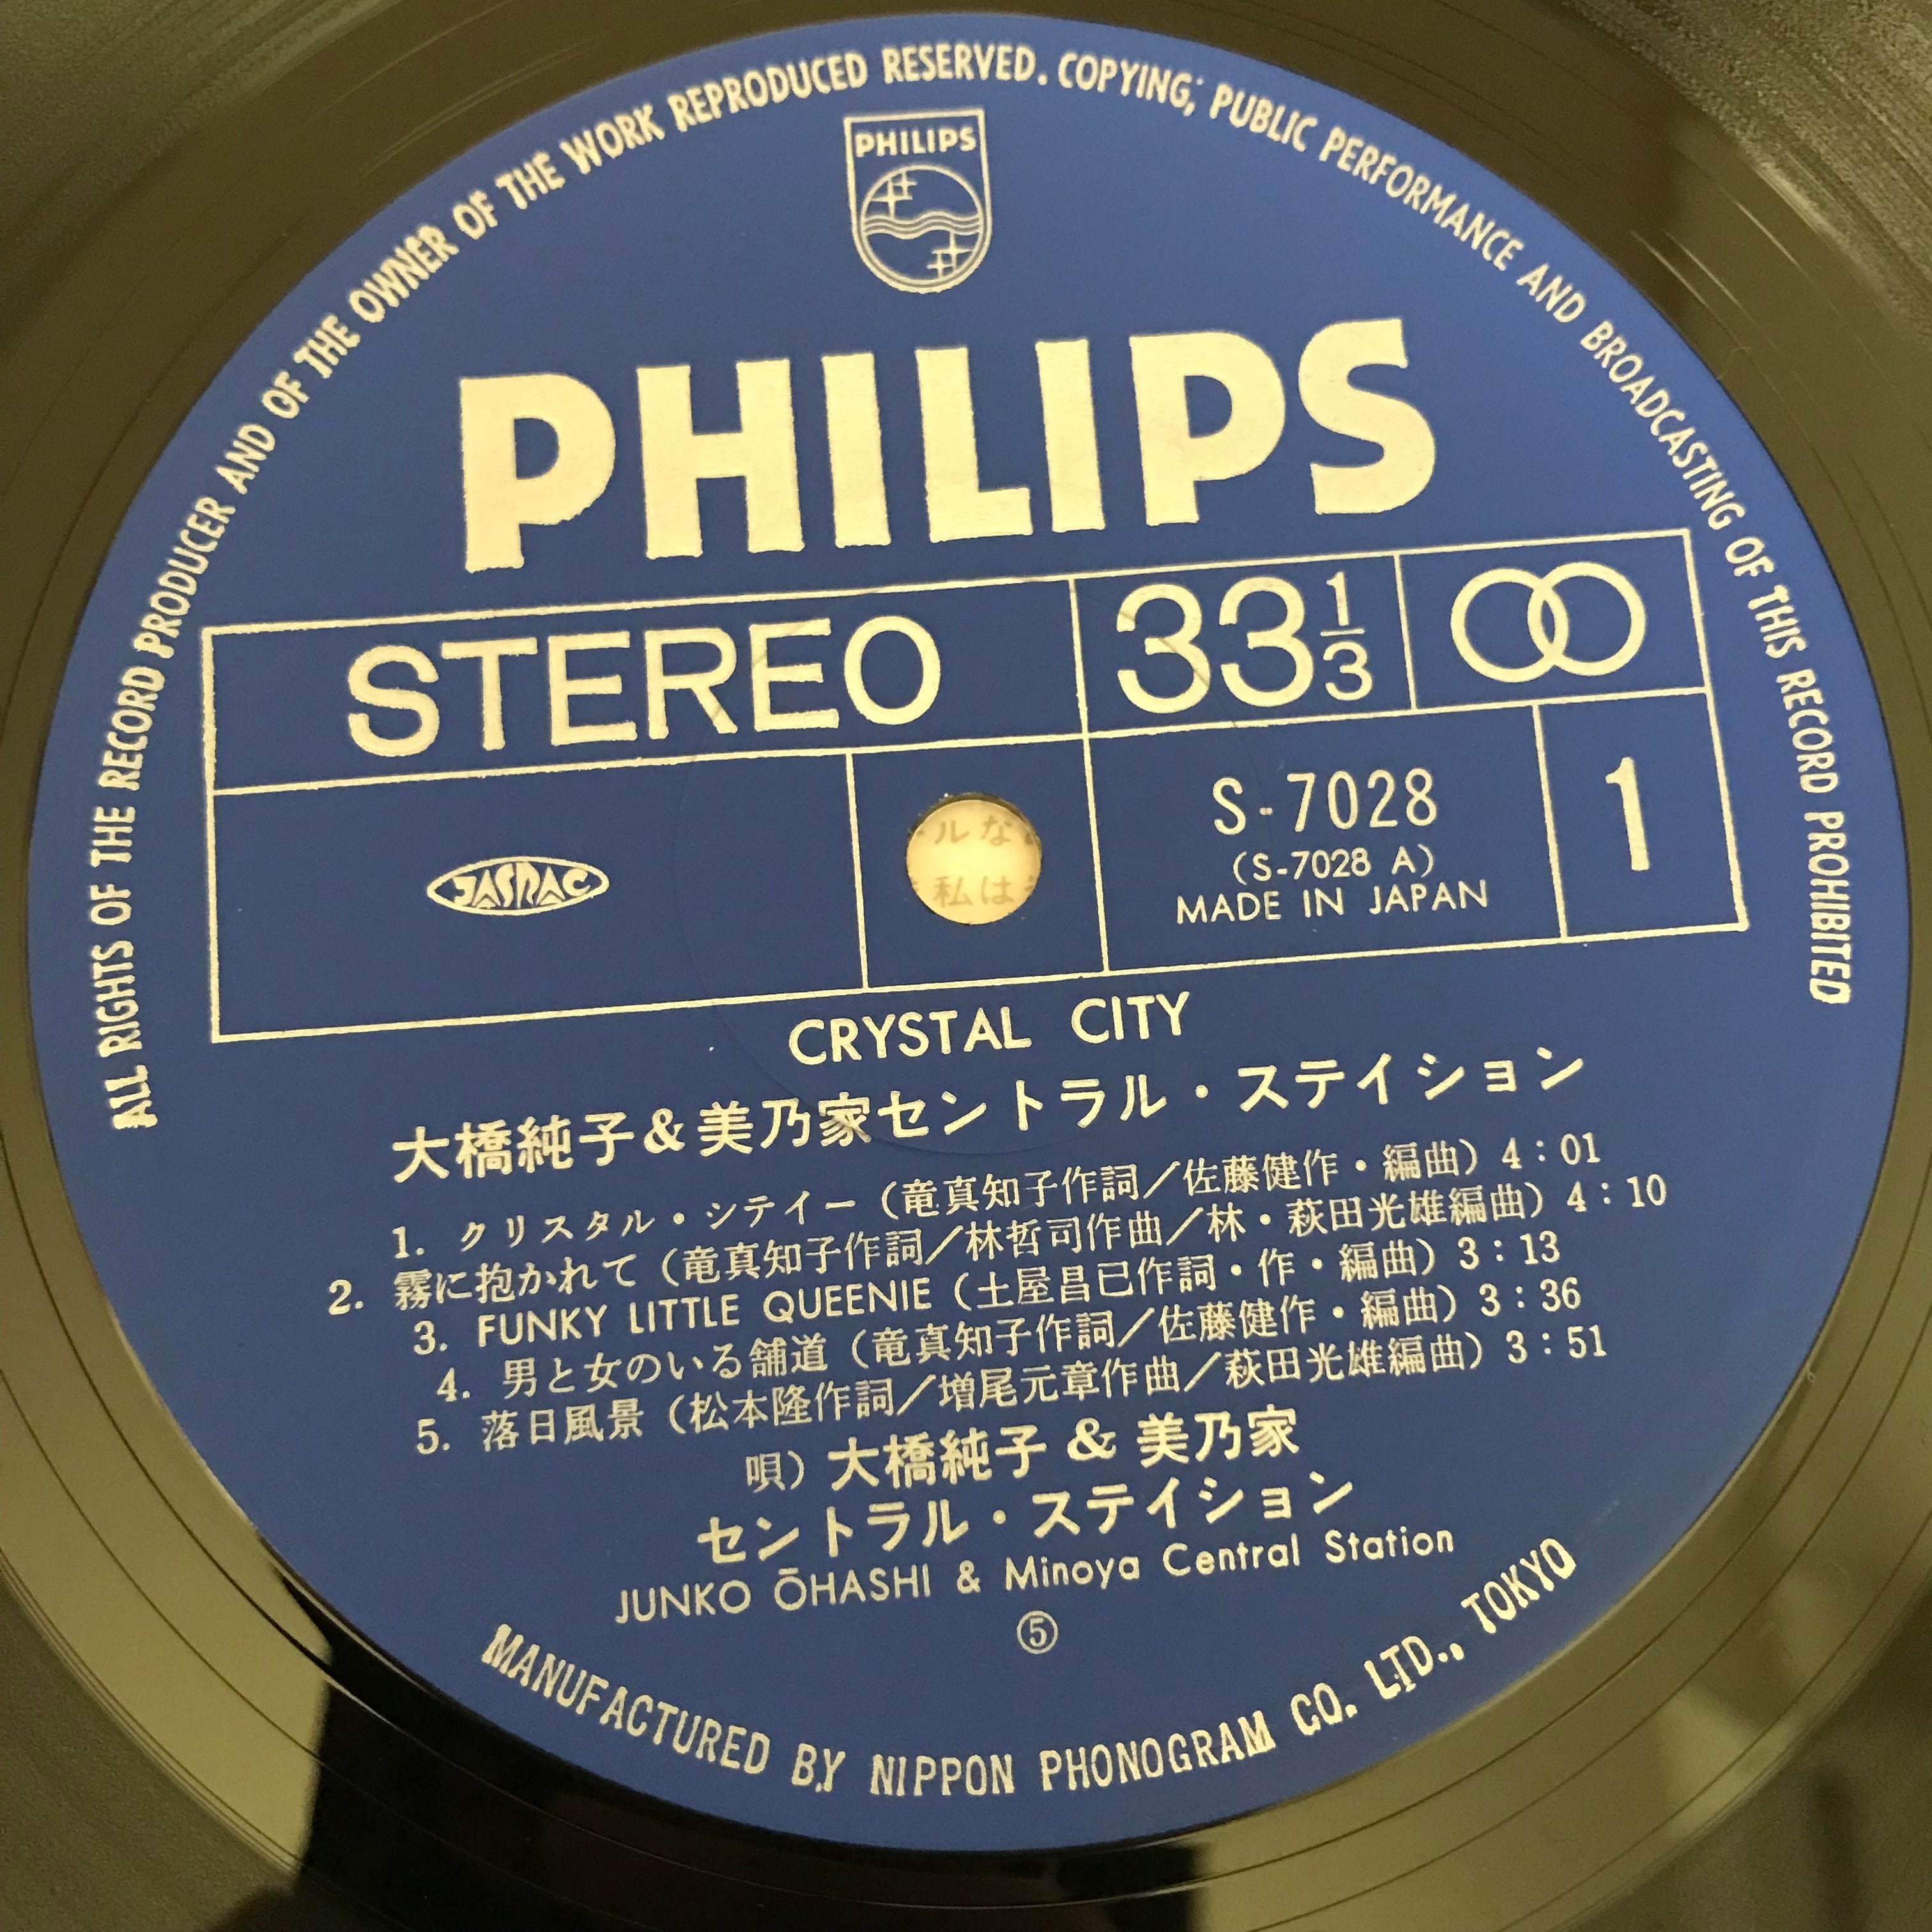 ALL RIGHTS OF THE RECORD PRODUCER AND OF THE OWNER OF THE WORK REPRODUCED RESERVED. COPYING, PUBLIC PERFORMANCE AND BROADCASTING OF THIS RECORD PROHIBITED
PHILIPS
PHILIPS
STEREO
33 1/3
JASRAC
ルな
私は
S-7028
(S-7028 A)
MADE IN JAPAN
1
CRYSTAL CITY
大橋純子&美乃家セントラル・ステイション
1. クリスタル・シテイー(竜真知子作詞/佐藤健作・編曲)4:01
2. 霧に抱かれて(竜真知子作詞/林哲司作曲/林・萩田光雄編曲)4:10
3. FUNKY LITTLE QUEENIE(土屋昌巳作詞・作・編曲)3:13
4. 男と女のいる舗道(竜真知子作詞/佐藤健作・編曲)3:36
5. 落日風景(松本隆作詞/増尾元章作曲/萩田光雄編曲)3:51
唄)大橋純子 & 美乃家
セントラル・ステイション
JUNKO ŌHASHI & Minoya Central Station
⑤
MANUFACTURED BY NIPPON PHONOGRAM CO. LTD., TOKYO